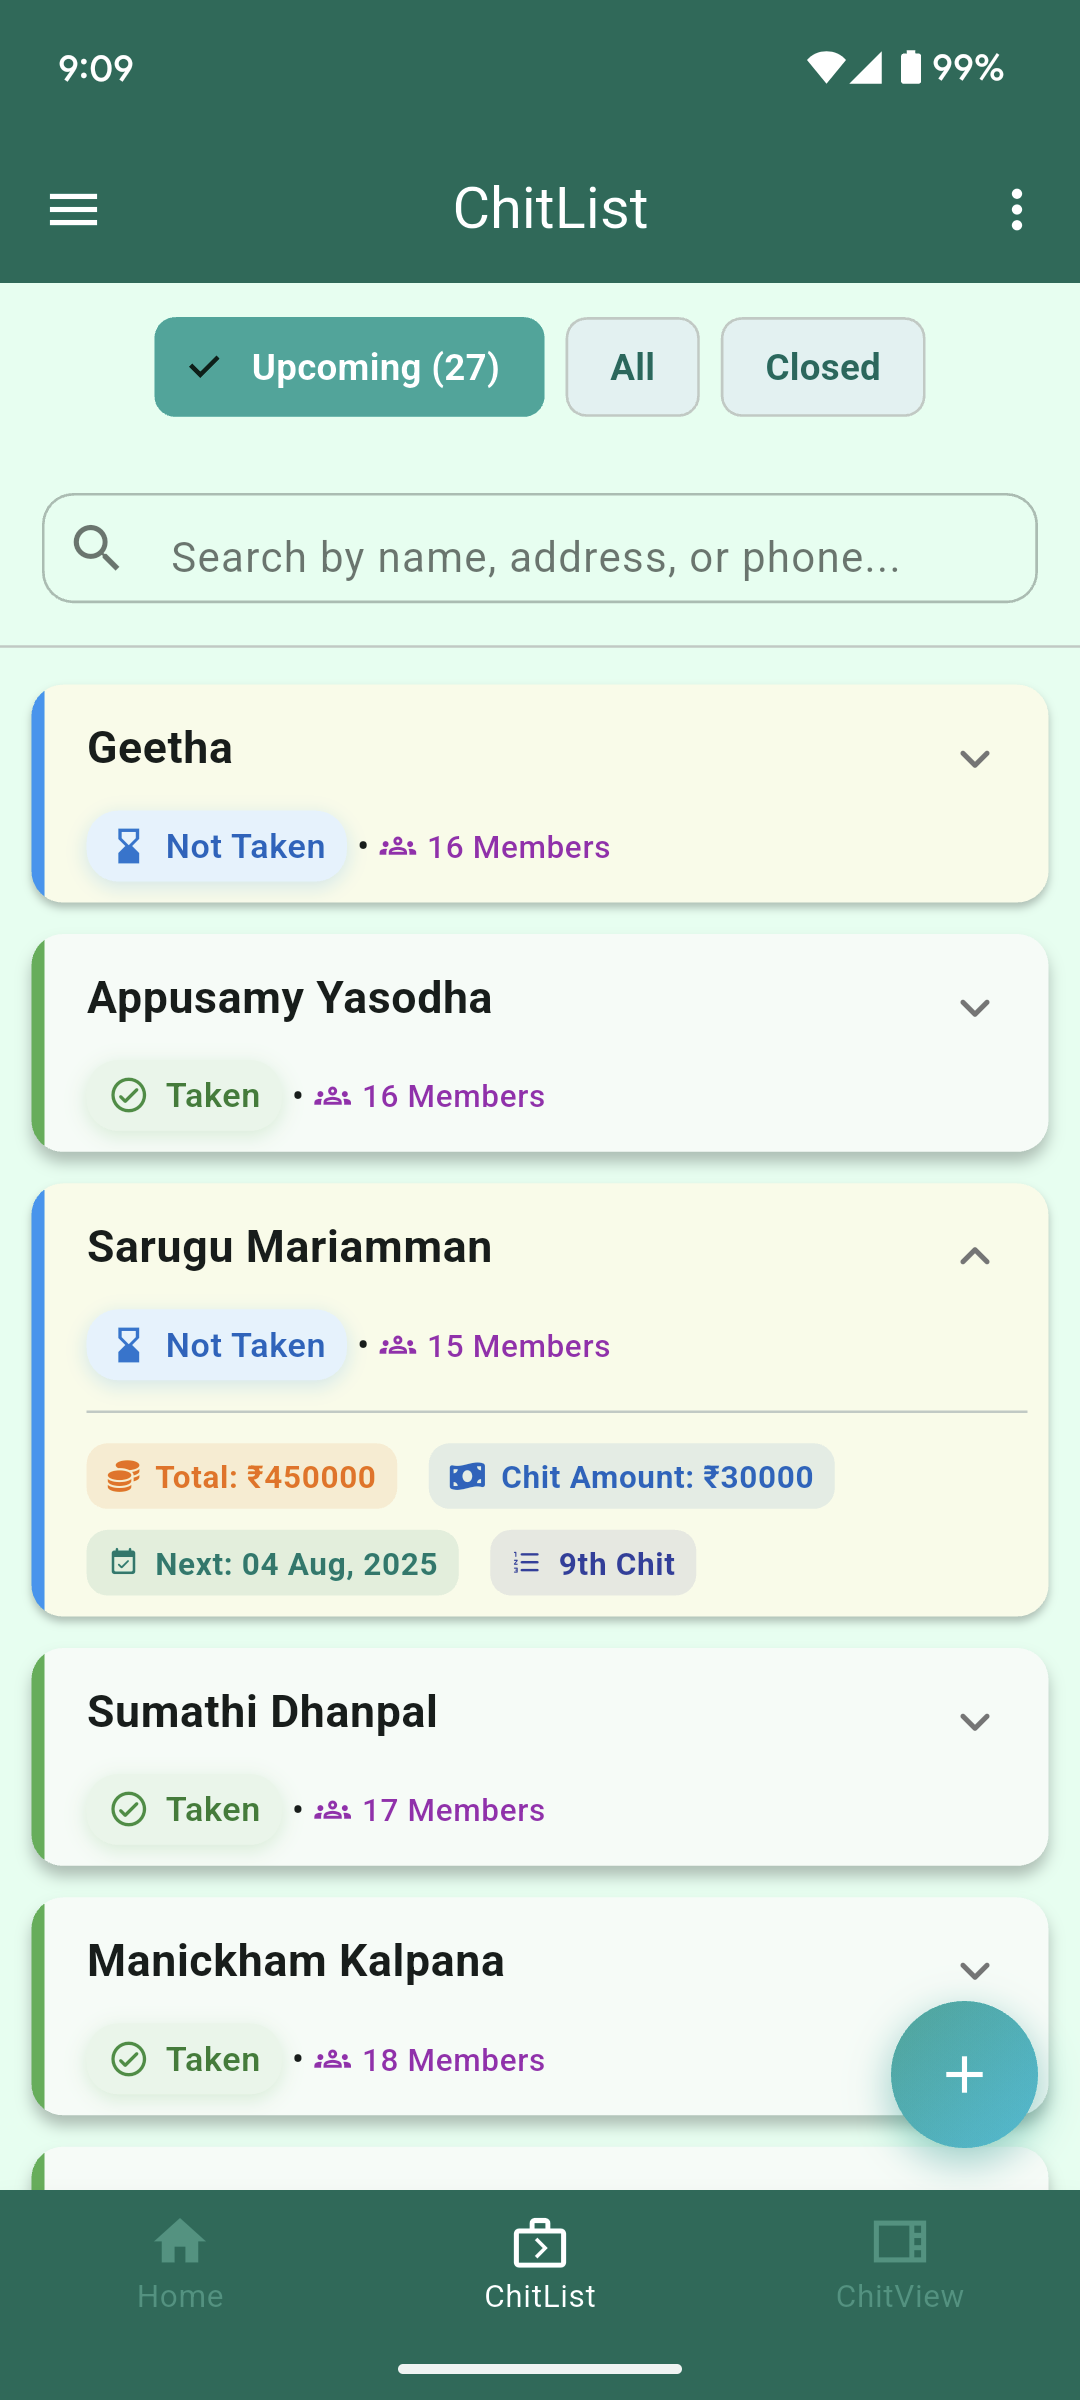 9:09
99%
ChitList
Upcoming (27)
All
Closed
Search by name, address, or phone...
Geetha
Not Taken • 16 Members
Appusamy Yasodha
Taken • 16 Members
Sarugu Mariamman
Not Taken • 15 Members
Total: ₹450000
Chit Amount: ₹30000
Next: 04 Aug, 2025
9th Chit
Sumathi Dhanpal
Taken • 17 Members
Manickham Kalpana
Taken • 18 Members
Home
ChitList
ChitView